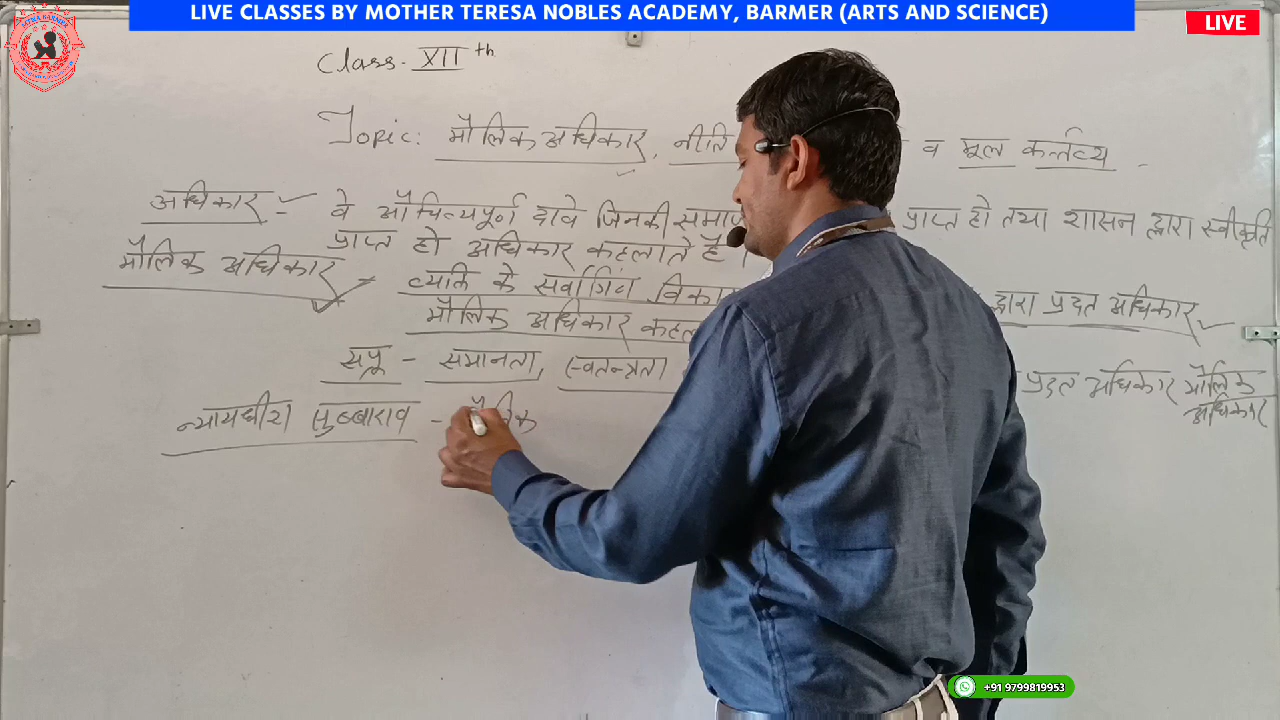 LIVE CLASSES BY MOTHER TERESA NOBLES ACADEMY, BARMER (ARTS AND SCIENCE)
LIVE
Class - XII th
Topic: मौलिक अधिकार, नीति व मूल कर्त्तव्य
अधिकार :- वे औचित्यपूर्ण दावे जिनकी समाज प्राप्त हो तथा शासन द्वारा स्वीकृति
प्राप्त हो अधिकार कहलाते है ।
मौलिक अधिकार - व्यक्ति के सर्वांगिण विकास द्वारा प्रदत अधिकार
मौलिक अधिकार
सप्रू - समानता, स्वतन्त्रता प्रदत अधिकार मौलिक
अधिकार
न्यायधीश सुब्बाराव -
+91 9799819953